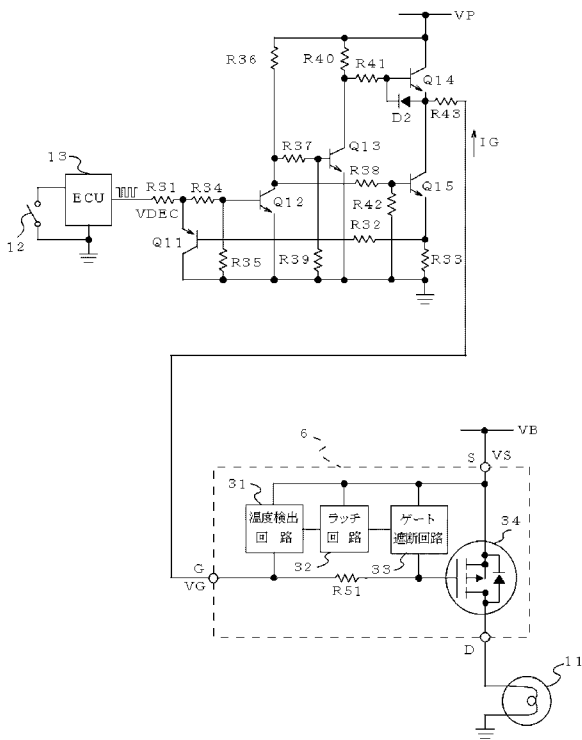 VP
R36
R40
R41
Q14
D2
R43
IG
R37
Q13
R38
13
ECU
R31
R34
VDEC
Q12
R42
Q15
12
Q11
R32
R35
R39
R33
VB
6
S
VS
31
温度検出
回路
ラッチ
回路
ゲート
遮断回路
34
32
33
G
VG
R51
D
11